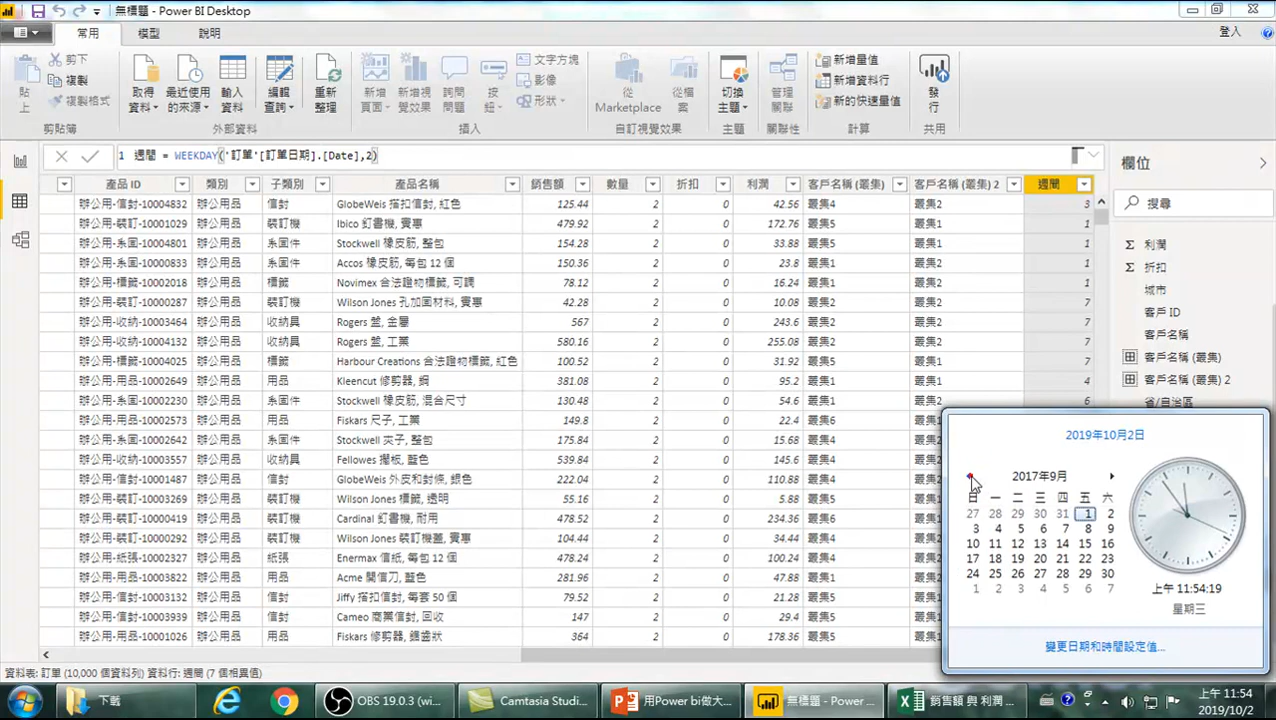 無標題 - Power BI Desktop
常用 模型 說明 登入
貼上 剪下 複製 複製格式 取得資料 最近使用的來源 輸入資料 編輯查詢 重新整理 新增頁面 新增視覺效果 詢問問題 按鈕 文字方塊 影像 形狀 從 Marketplace 從檔案 切換主題 管理關聯 新增量值 新增資料行 新的快速量值 發行
剪貼簿 外部資料 插入 自訂視覺效果 主題 關聯性 計算 共用
1 週間 = WEEKDAY('訂單'[訂單日期].[Date],2)
欄位
搜尋
產品 ID 類別 子類別 產品名稱 銷售額 數量 折扣 利潤 客戶名稱 (叢集) 客戶名稱 (叢集) 2 週間
辦公用-信封-10004832 辦公用品 信封 GlobeWeis 搭扣信封, 紅色 125.44 2 0 42.56 叢集4 叢集2 3
辦公用-裝訂-10001029 辦公用品 裝訂機 Ibico 訂書機, 實惠 479.92 2 0 172.76 叢集5 叢集1 1
辦公用-系固-10004801 辦公用品 系固件 Stockwell 橡皮筋, 整包 154.28 2 0 33.88 叢集5 叢集1 1
辦公用-系固-10000833 辦公用品 系固件 Accos 橡皮筋, 每包 12 個 150.36 2 0 23.8 叢集1 叢集2 1
辦公用-標籤-10002018 辦公用品 標籤 Novimex 合法證物標籤, 可調 78.12 2 0 16.24 叢集1 叢集2 1
辦公用-裝訂-10000287 辦公用品 裝訂機 Wilson Jones 孔加固材料, 實惠 42.28 2 0 10.08 叢集2 叢集2 7
辦公用-收納-10003464 辦公用品 收納具 Rogers 盤, 金屬 567 2 0 243.6 叢集2 叢集2 7
辦公用-收納-10004132 辦公用品 收納具 Rogers 盤, 工業 580.16 2 0 255.08 叢集2 叢集2 7
辦公用-標籤-10004025 辦公用品 標籤 Harbour Creations 合法證物標籤, 紅色 100.52 2 0 31.92 叢集5 叢集1 7
辦公用-用品-10002649 辦公用品 用品 Kleencut 修剪器, 鋼 381.08 2 0 95.2 叢集1 叢集2 4
辦公用-系固-10002230 辦公用品 系固件 Stockwell 橡皮筋, 混合尺寸 130.48 2 0 54.6 叢集1 叢集2 6
辦公用-用品-10002573 辦公用品 用品 Fiskars 尺子, 工業 149.8 2 0 22.4 叢集6
辦公用-系固-10002642 辦公用品 系固件 Stockwell 夾子, 整包 175.84 2 0 15.68 叢集4
辦公用-收納-10003557 辦公用品 收納具 Fellowes 擱板, 藍色 539.84 2 0 145.6 叢集4
辦公用-信封-10001487 辦公用品 信封 GlobeWeis 外皮和封條, 銀色 224.42 2 0 110.88 叢集4
辦公用-標籤-10003269 辦公用品 標籤 Wilson Jones 標籤, 透明 55.16 2 0 5.88 叢集5
辦公用-裝訂-10000419 辦公用品 裝訂機 Cardinal 訂書機, 耐用 478.52 2 0 234.36 叢集6
辦公用-裝訂-10000292 辦公用品 裝訂機 Wilson Jones 裝訂機蓋, 實惠 109.34 2 0 34.44 叢集4
辦公用-紙張-10002327 辦公用品 紙張 Enermax 信紙, 每包 12 個 478.24 2 0 100.24 叢集4
辦公用-用品-10003822 辦公用品 用品 Acme 開信刀, 藍色 281.96 2 0 47.88 叢集1
辦公用-信封-10003132 辦公用品 信封 Jiffy 搭扣信封, 每套 50 個 79.52 2 0 21.28 叢集5
辦公用-信封-10003939 辦公用品 信封 Cameo 商業信封, 回收 147 2 0 29.4 叢集5
辦公用-用品-10001026 辦公用品 用品 Fiskars 修剪器, 鋸齒狀 364 2 0 178.36 叢集5
利潤
折扣
城市
客戶 ID
客戶名稱
客戶名稱 (叢集)
客戶名稱 (叢集) 2
省/自治區
2019年10月2日
2017年9月
日 一 二 三 四 五 六
27 28 29 30 31 1 2
3 4 5 6 7 8 9
10 11 12 13 14 15 16
17 18 19 20 21 22 23
24 25 26 27 28 29 30
1 2 3 4 5 6 7
上午 11:54:19
星期三
變更日期和時間設定值...
資料表: 訂單 (10,000 個資料列) 資料行: 週間 (7 個相異值)
下載 OBS 19.0.3 (wi... Camtasia Studi... 用Power bi做大... 無標題 - Power ... 銷售額 與 利潤 ... 上午 11:54
2019/10/2